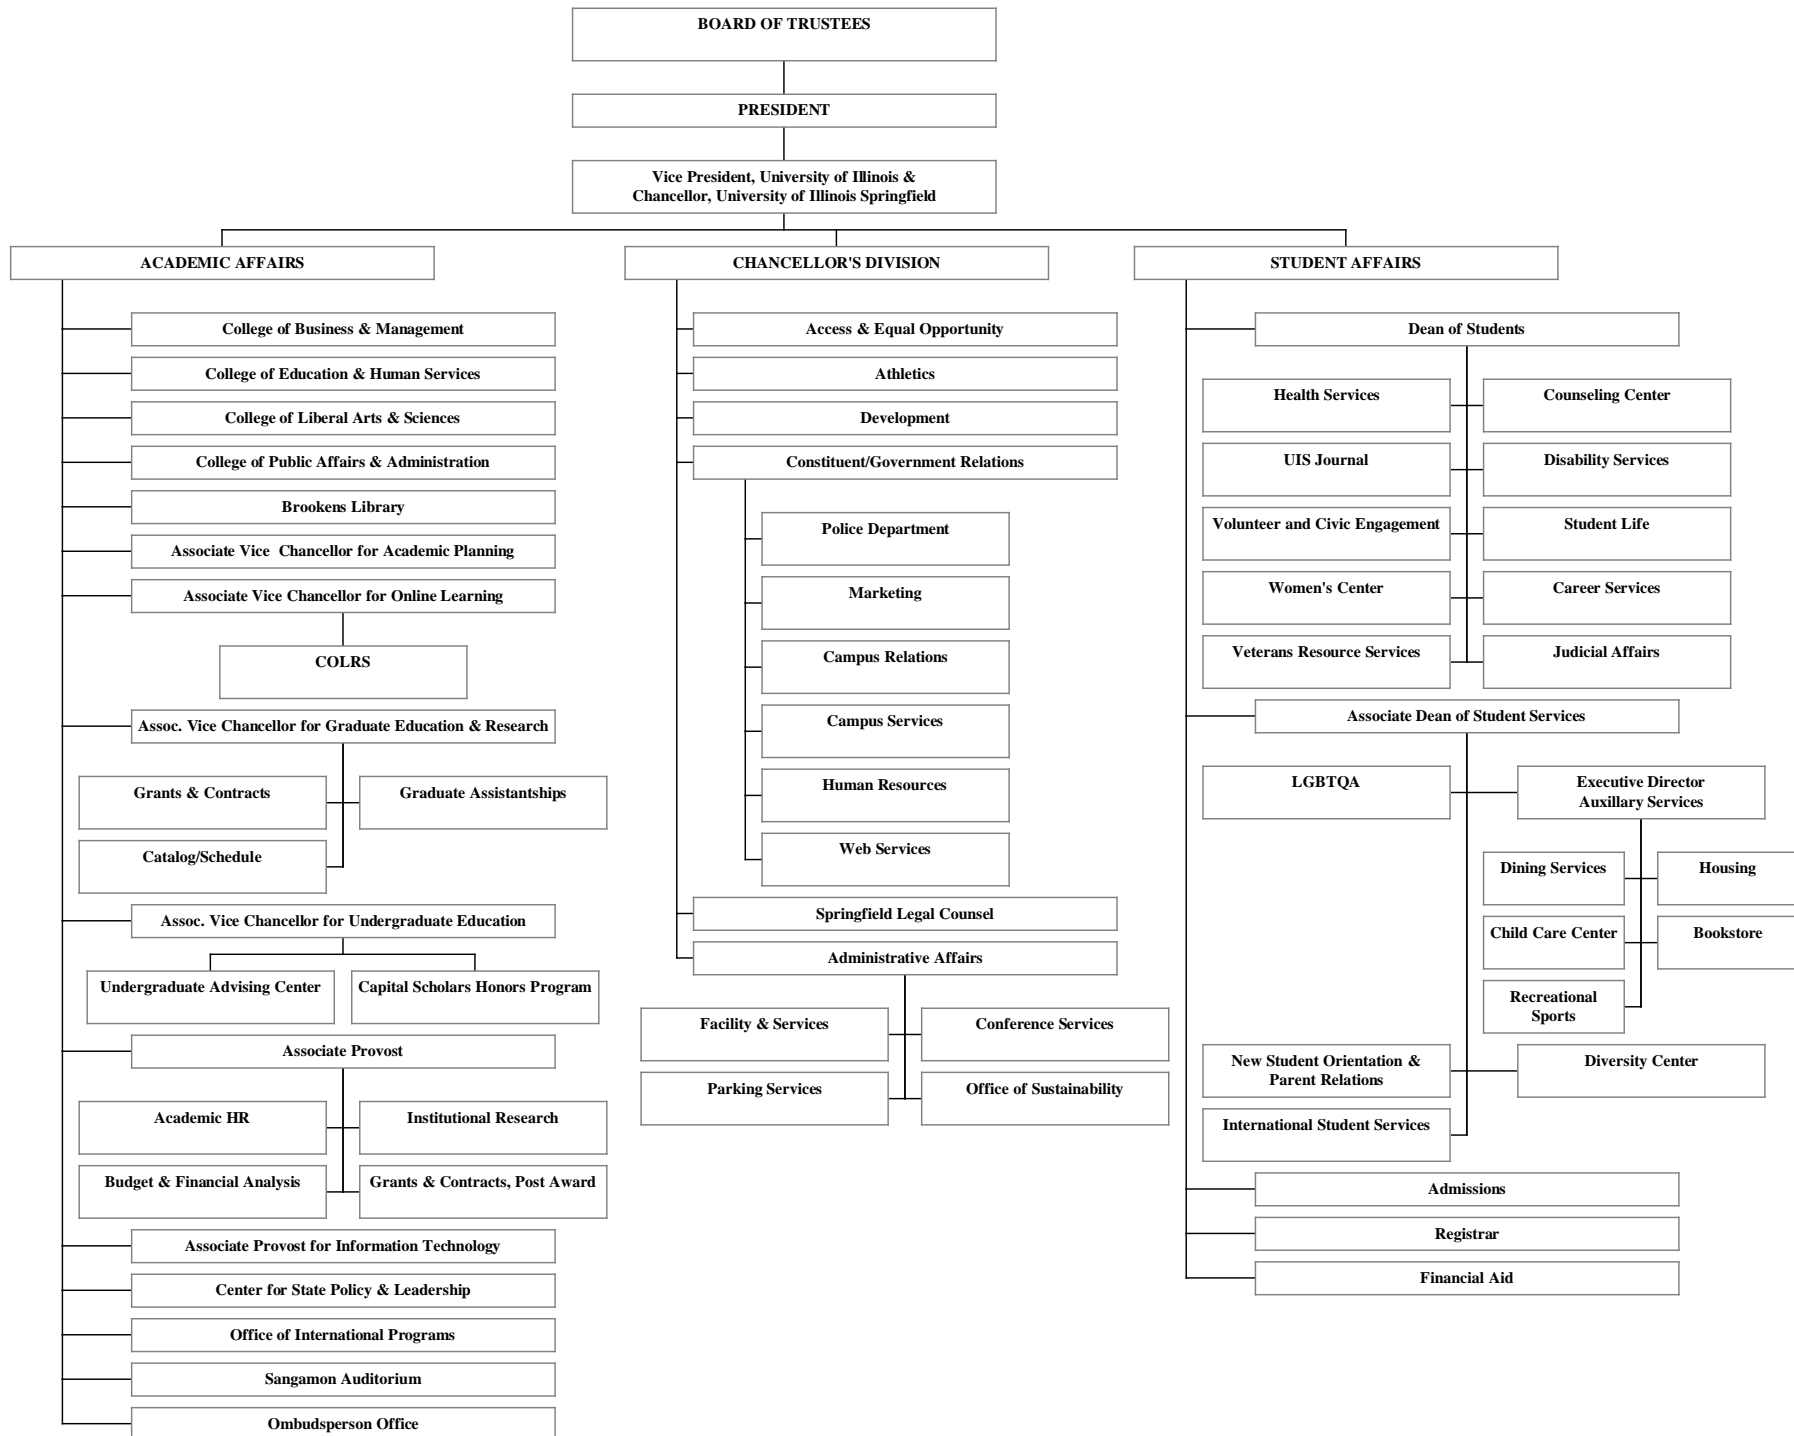 BOARD OF TRUSTEES
PRESIDENT
Vice President, University of Illinois &
Chancellor, University of Illinois Springfield
ACADEMIC AFFAIRS
College of Business & Management
College of Education & Human Services
College of Liberal Arts & Sciences
College of Public Affairs & Administration
Brookens Library
Associate Vice Chancellor for Academic Planning
Associate Vice Chancellor for Online Learning
COLRS
Assoc. Vice Chancellor for Graduate Education & Research
Grants & Contracts
Graduate Assistantships
Catalog/Schedule
Assoc. Vice Chancellor for Undergraduate Education
Undergraduate Advising Center
Capital Scholars Honors Program
Associate Provost
Academic HR
Institutional Research
Budget & Financial Analysis
Grants & Contracts, Post Award
Associate Provost for Information Technology
Center for State Policy & Leadership
Office of International Programs
Sangamon Auditorium
Ombudsperson Office
CHANCELLOR'S DIVISION
Access & Equal Opportunity
Athletics
Development
Constituent/Government Relations
Police Department
Marketing
Campus Relations
Campus Services
Human Resources
Web Services
Springfield Legal Counsel
Administrative Affairs
Facility & Services
Conference Services
Parking Services
Office of Sustainability
STUDENT AFFAIRS
Dean of Students
Health Services
Counseling Center
UIS Journal
Disability Services
Volunteer and Civic Engagement
Student Life
Women's Center
Career Services
Veterans Resource Services
Judicial Affairs
Associate Dean of Student Services
LGBTQA
Executive Director
Auxillary Services
Dining Services
Housing
Child Care Center
Bookstore
Recreational
Sports
New Student Orientation &
Parent Relations
Diversity Center
International Student Services
Admissions
Registrar
Financial Aid